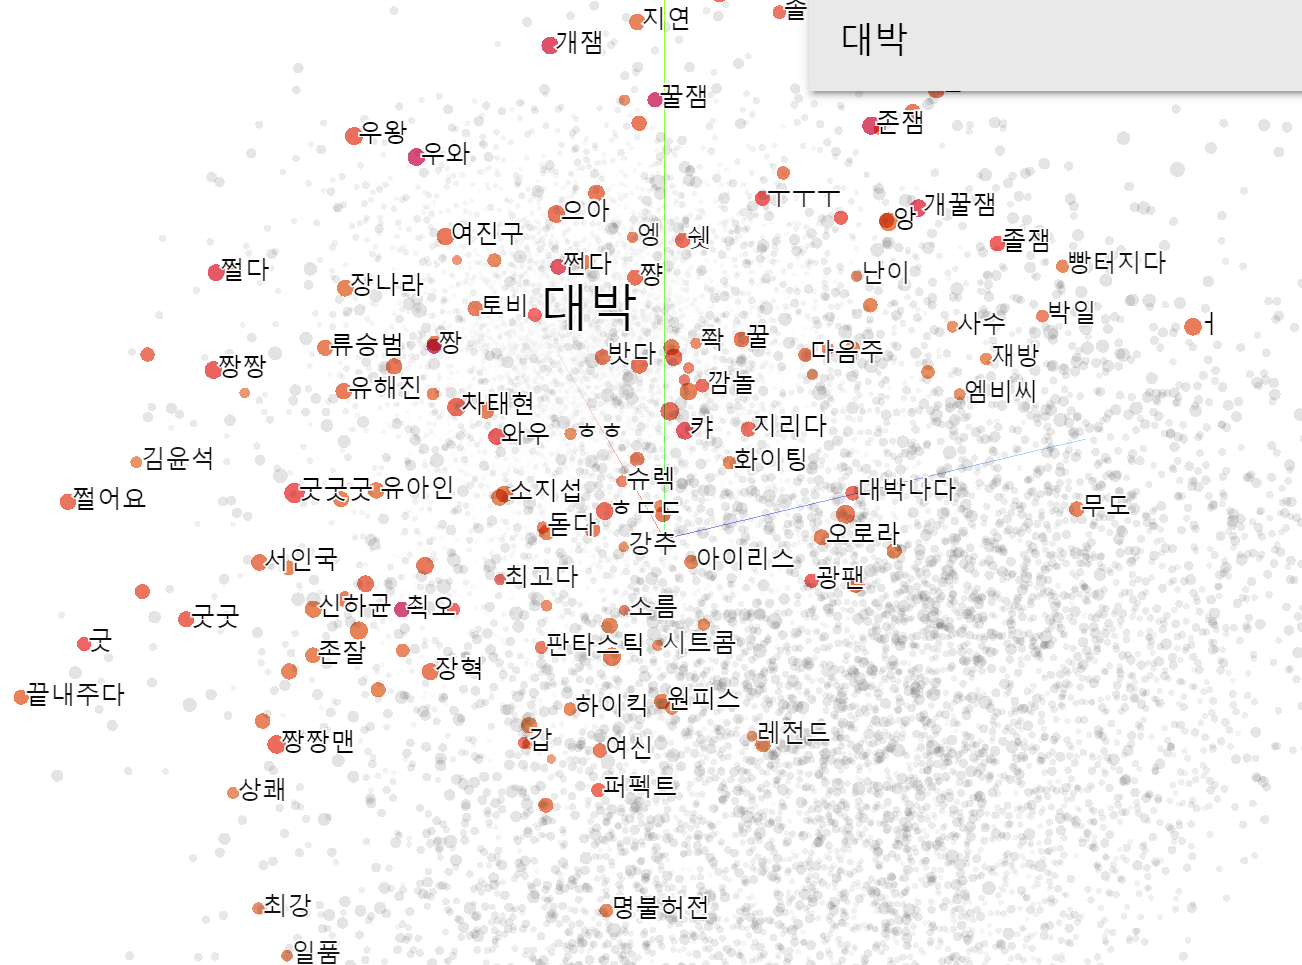 지연
졸
대박
개잼
꿀잼
우왕
존잼
우와
ㅜㅜㅜ
개꿀잼
으아
앙
여진구
엥
쉣
졸잼
쩔다
쩐다
쨩
난이
빵터지다
장나라
토비
대박
박일
사수
ㅓ
류승범
짱
짝
꿀
밧다
다음주
재방
짱짱
유해진
깜놀
엠비씨
차태현
와우
ㅎㅎ
캬
지리다
김윤석
화이팅
슈렉
쩔어요
굿굿굿
유아인
소지섭
대박나다
ㅎㄷㄷ
무도
돋다
강추
오로라
서인국
아이리스
최고다
광팬
신하균
쵝오
소름
굿굿
굿
존잘
판타스틱
시트콤
장혁
끝내주다
하이킥
원피스
짱짱맨
갑
여신
레전드
상쾌
퍼펙트
최강
명불허전
일품